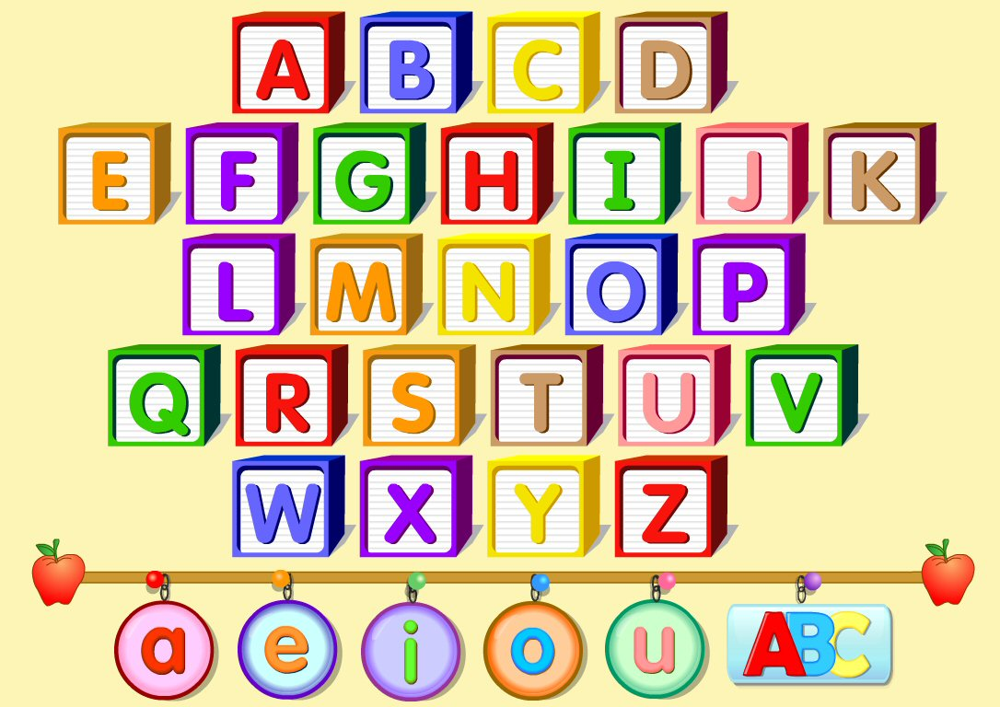 A B C D
E F G H I J K
L M N O P
Q R S T U V
W X Y Z
a e i o u ABC